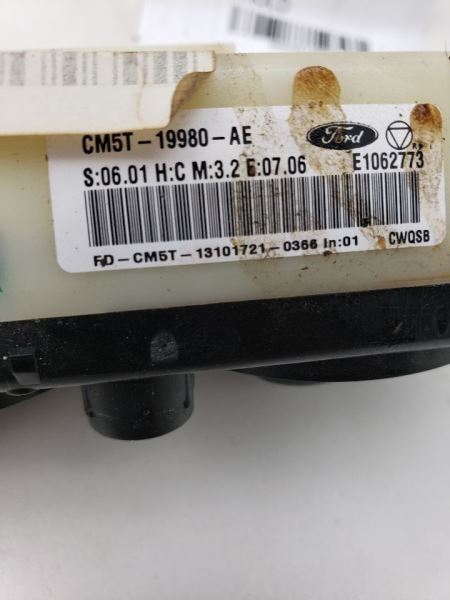 CM5T-19980-AE Ford
S:06.01 H:C M:3.2 E:07.06 E1062773
FD-CM5T-13101721-0366 In:01 CWQSB